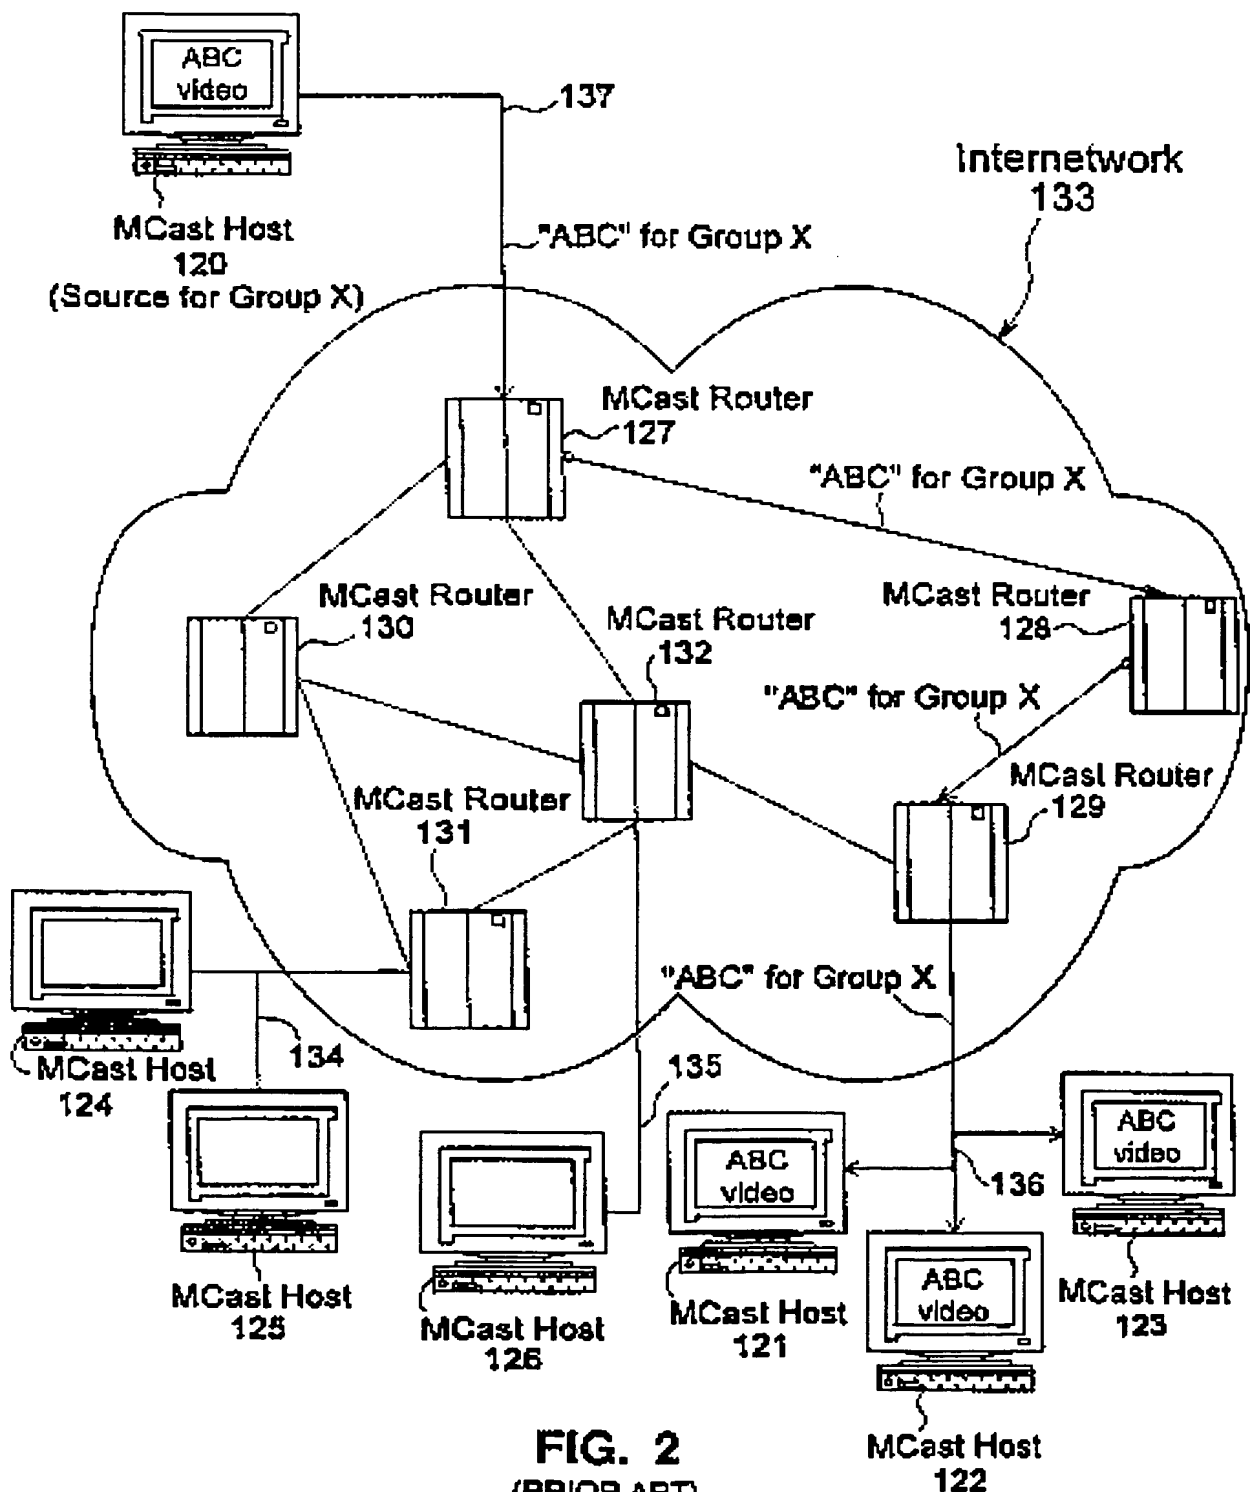 ABC
video
137
Internetwork
133
MCast Host
120
(Source for Group X)
"ABC" for Group X
MCast Router
127
"ABC" for Group X
MCast Router
130
MCast Router
132
MCast Router
128
"ABC" for Group X
MCast Router
129
MCast Router
131
"ABC" for Group X
134
MCast Host
124
135
ABC
video
136
ABC
video
MCast Host
125
MCast Host
126
MCast Host
121
ABC
video
MCast Host
123
MCast Host
122
FIG. 2
(PRIOR ART)